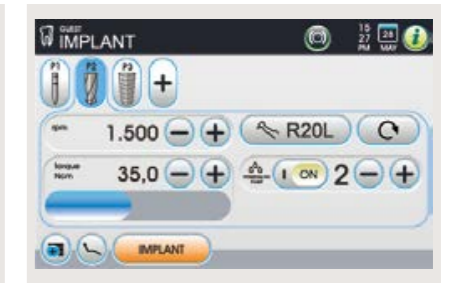 GUEST
IMPLANT
15
27
PM
28
MAY
i
P1
P2
P3
+
rpm
1.500 - +
R20L
torque
Ncm
35,0 - +
I ON
2 - +
IMPLANT